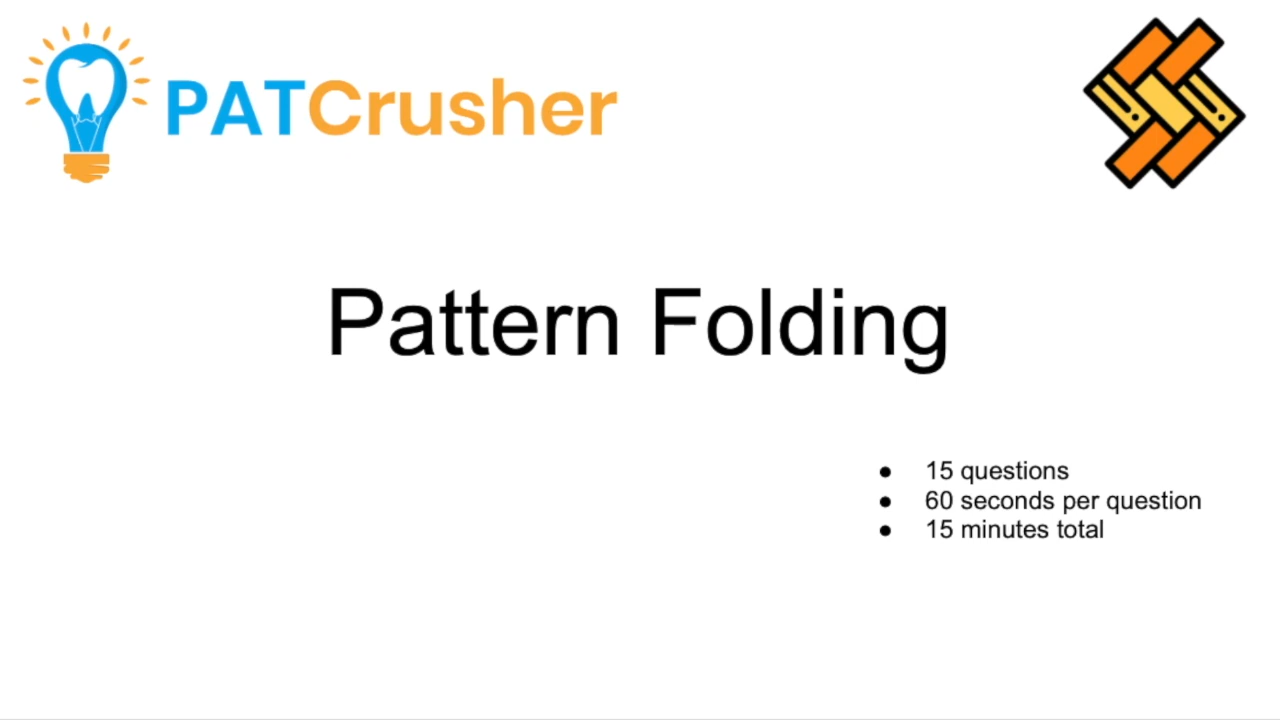 PATCrusher
Pattern Folding
● 15 questions
● 60 seconds per question
● 15 minutes total